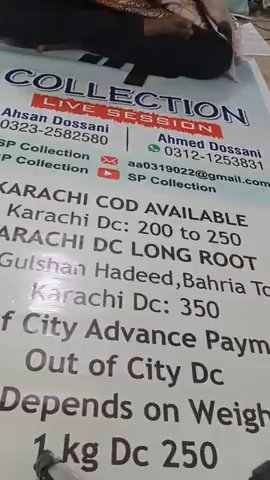 COLLECTION
LIVE SESSION
Ahsan Dossani
0323-2582580
Ahmed Dossani
0312-1253831
SP Collection
aa0319022@gmail.com
SP Collection
SP Collection
KARACHI COD AVAILABLE
Karachi Dc: 200 to 250
ARACHI DC LONG ROOT
Gulshan Hadeed,Bahria To
Karachi Dc: 350
f City Advance Paym
Out of City Dc
Depends on Weigh
1 kg Dc 250